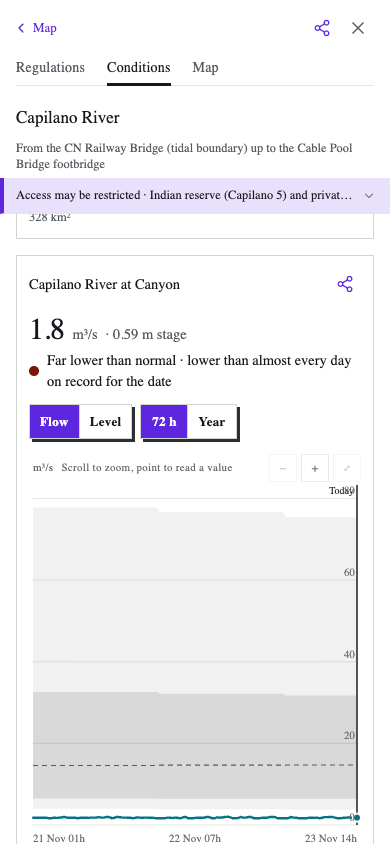 Map
Regulations Conditions Map
Capilano River
From the CN Railway Bridge (tidal boundary) up to the Cable Pool
Bridge footbridge
Access may be restricted · Indian reserve (Capilano 5) and privat…
328 km²
Capilano River at Canyon
1.8 m³/s · 0.59 m stage
Far lower than normal · lower than almost every day
on record for the date
Flow Level 72 h Year
m³/s Scroll to zoom, point to read a value
Today
80
60
40
20
0
21 Nov 01h 22 Nov 07h 23 Nov 14h